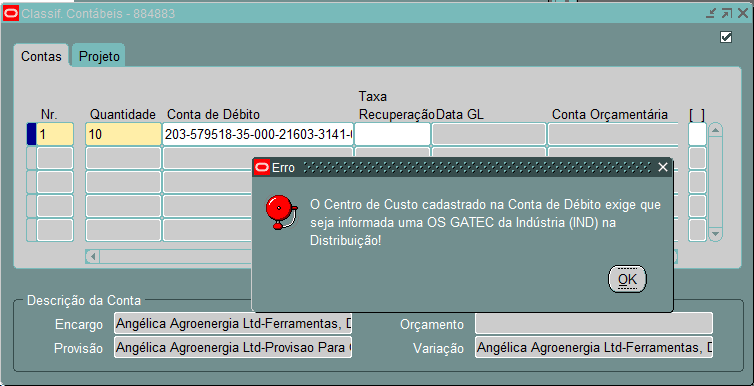 Classif. Contábeis - 884883
Contas
Projeto
Taxa
Nr.
Quantidade
Conta de Débito
Recuperação
Data GL
Conta Orçamentária
[ ]
1
10
203-579518-35-000-21603-3141-
Erro
O Centro de Custo cadastrado na Conta de Débito exige que
seja informada uma OS GATEC da Indústria (IND) na
Distribuição!
OK
Descrição da Conta
Encargo
Angélica Agroenergia Ltd-Ferramentas, D
Orçamento
Provisão
Angélica Agroenergia Ltd-Provisao Para
Variação
Angélica Agroenergia Ltd-Ferramentas, D